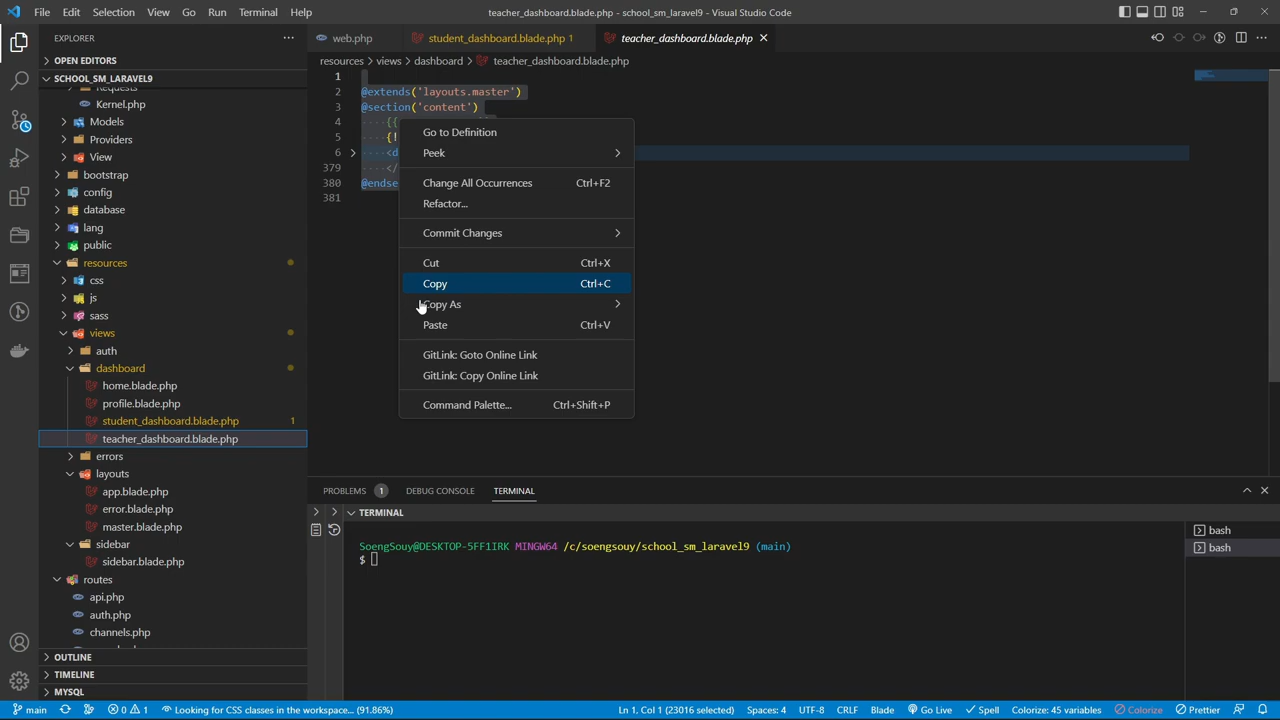 File Edit Selection View Go Run Terminal Help
teacher_dashboard.blade.php - school_sm_laravel9 - Visual Studio Code
EXPLORER
OPEN EDITORS
SCHOOL_SM_LARAVEL9
Requests
Kernel.php
Models
Providers
View
bootstrap
config
database
lang
public
resources
css
js
sass
views
auth
dashboard
home.blade.php
profile.blade.php
student_dashboard.blade.php 1
teacher_dashboard.blade.php
errors
layouts
app.blade.php
error.blade.php
master.blade.php
sidebar
sidebar.blade.php
routes
api.php
auth.php
channels.php
OUTLINE
TIMELINE
MYSQL
web.php
student_dashboard.blade.php 1
teacher_dashboard.blade.php
resources > views > dashboard > teacher_dashboard.blade.php
1
2 @extends('layouts.master')
3 @section('content')
4 {{
5 {!
6 <d
379 </
380 @endse
381
Go to Definition
Peek
Change All Occurrences Ctrl+F2
Refactor...
Commit Changes
Cut Ctrl+X
Copy Ctrl+C
Copy As
Paste Ctrl+V
GitLink: Goto Online Link
GitLink: Copy Online Link
Command Palette... Ctrl+Shift+P
PROBLEMS 1 DEBUG CONSOLE TERMINAL
TERMINAL
SoengSouy@DESKTOP-5FF1IRK MINGW64 /c/soengsouy/school_sm_laravel9 (main)
$
bash
bash
main 0 1 Looking for CSS classes in the workspace... (91.86%) Ln 1, Col 1 (23016 selected) Spaces: 4 UTF-8 CRLF Blade Go Live Spell Colorize: 45 variables Colorize Prettier